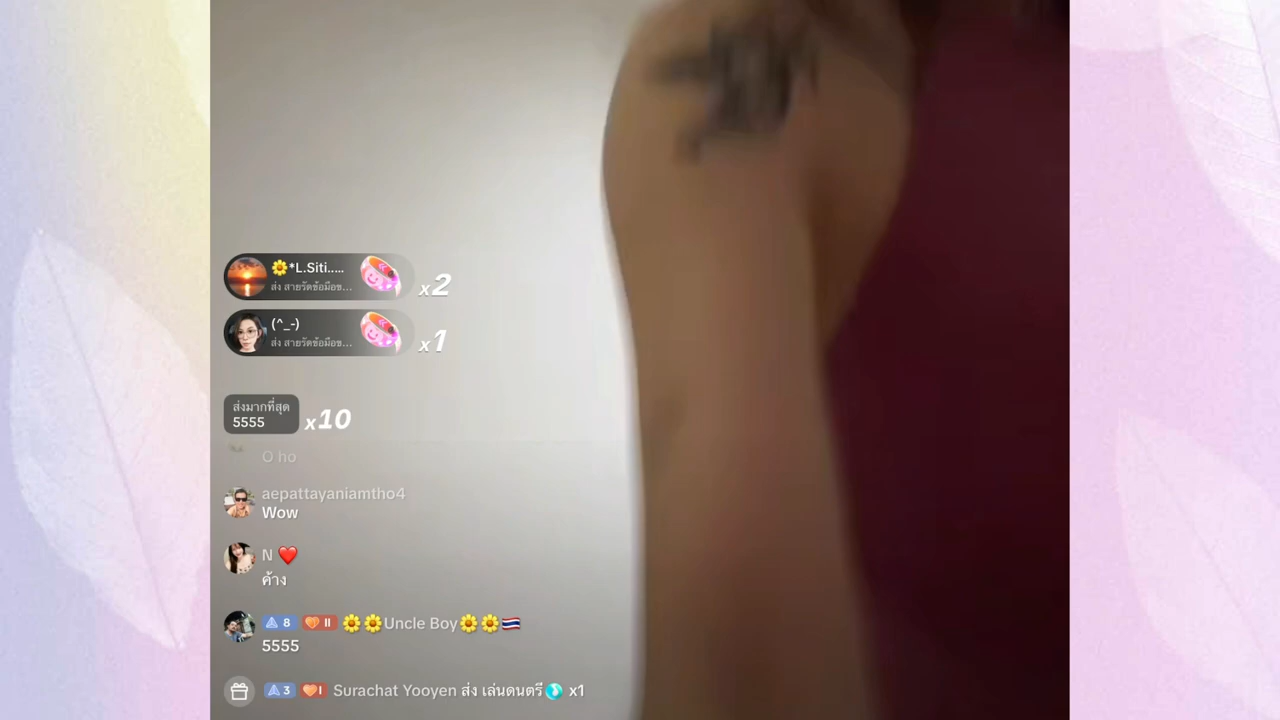 🌼*L.Siti.....
ส่ง สายรัดข้อมือข...
x2
(^_-)
ส่ง สายรัดข้อมือข...
x1
ส่งมากที่สุด
5555
x10
O ho
aepattayaniamtho4
Wow
N ❤️
ค้าง
8 II 🌼🌼Uncle Boy🌼🌼🇹🇭
5555
3 I Surachat Yooyen ส่ง เล่นดนตรี x1